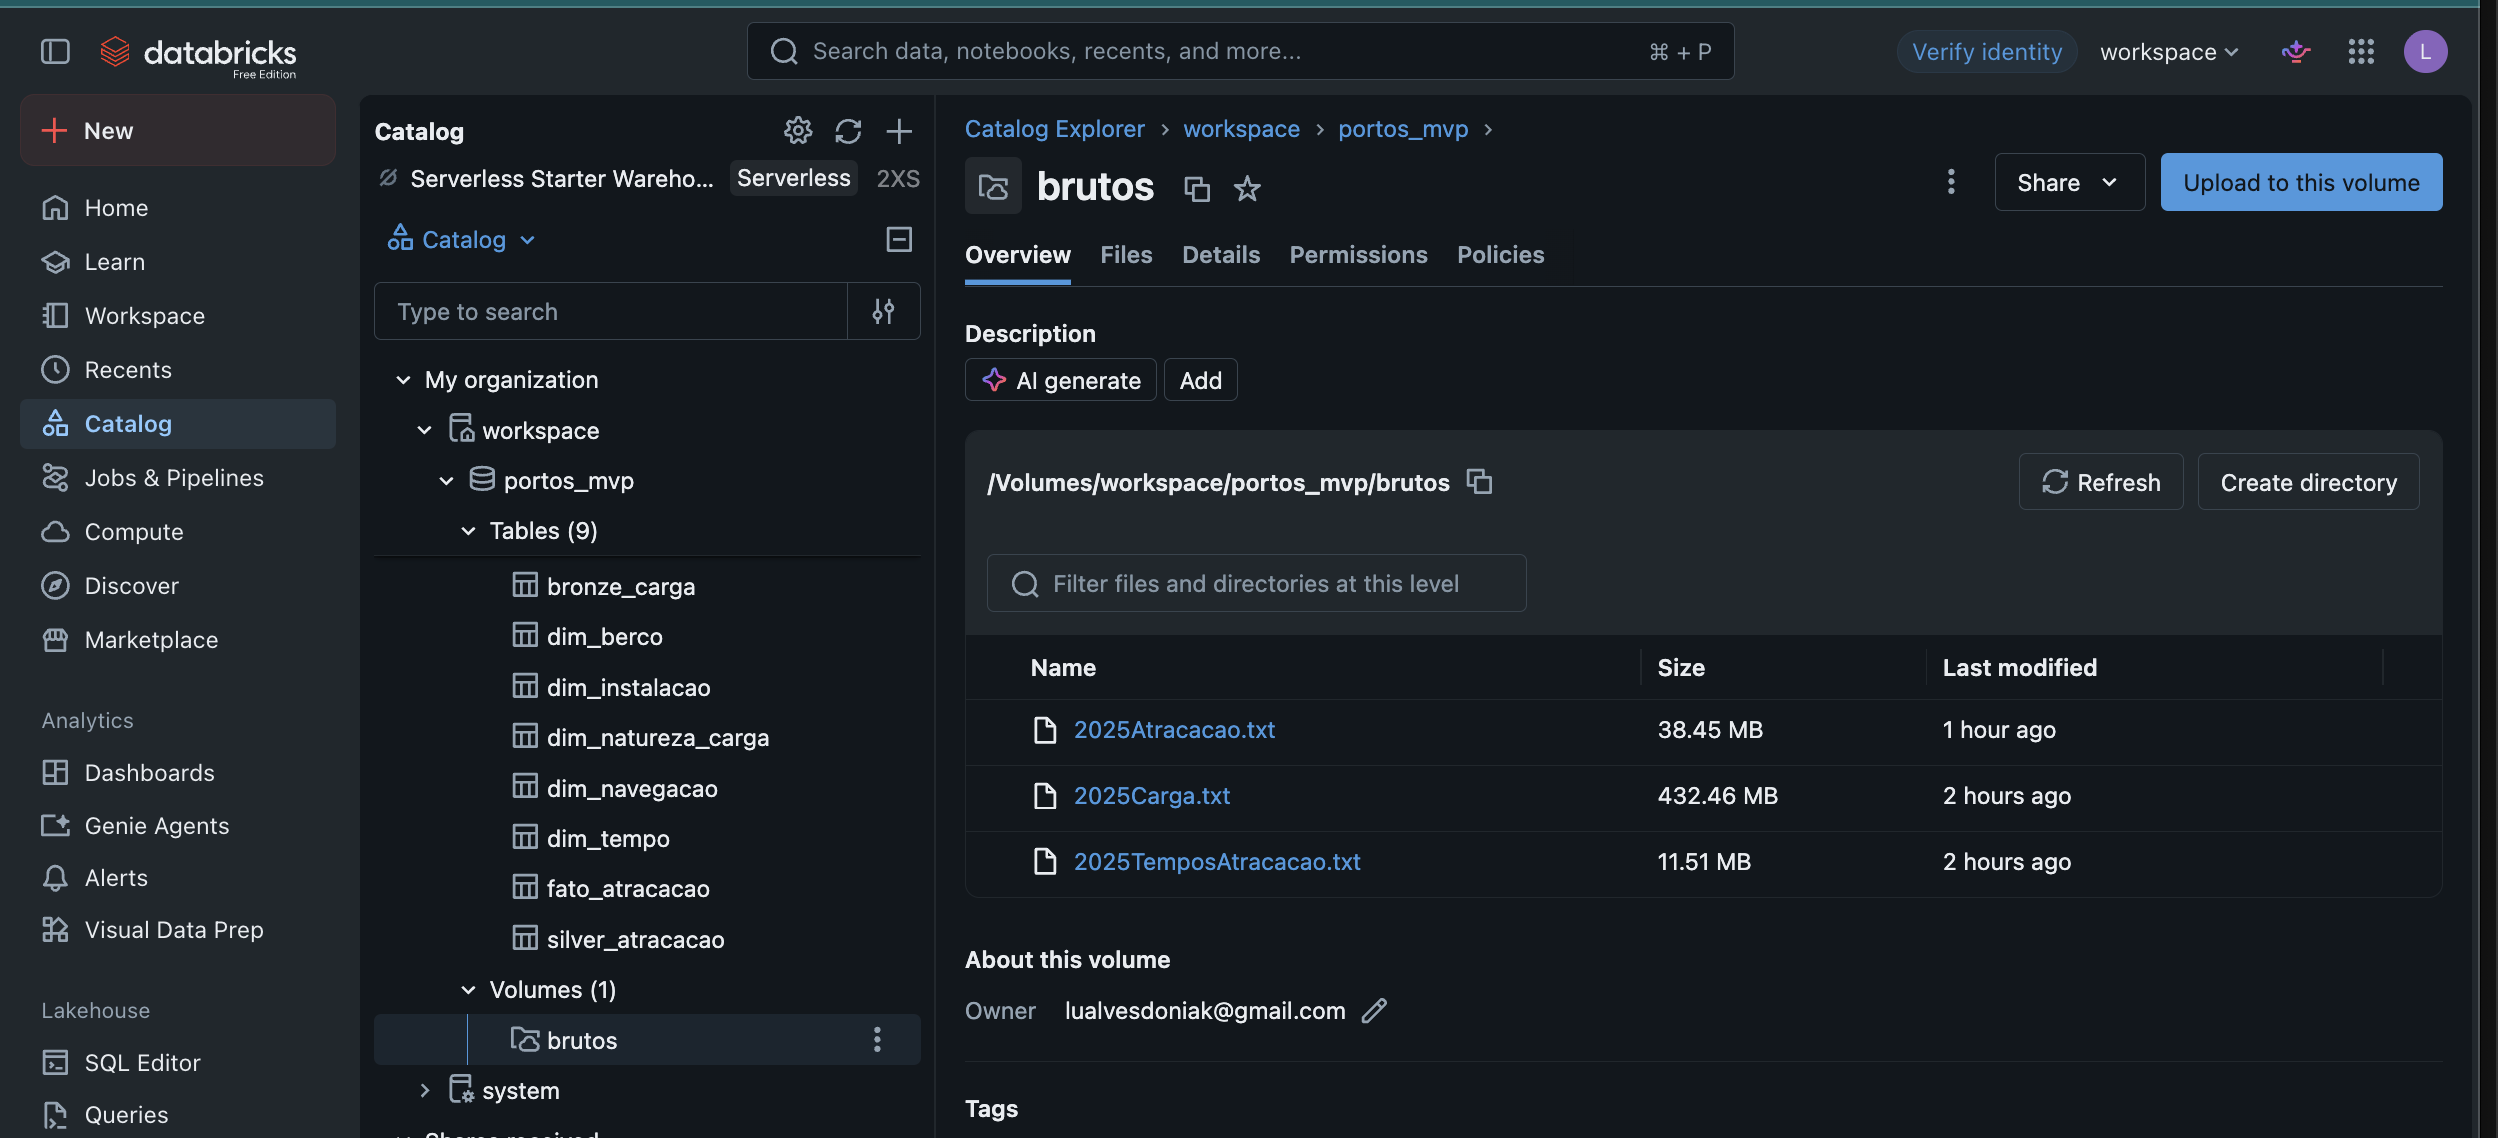 databricks
Free Edition
Search data, notebooks, recents, and more...
⌘ + P
Verify identity
workspace
L
New
Home
Learn
Workspace
Recents
Catalog
Jobs & Pipelines
Compute
Discover
Marketplace
Analytics
Dashboards
Genie Agents
Alerts
Visual Data Prep
Lakehouse
SQL Editor
Queries
Catalog
Serverless Starter Wareho...
Serverless
2XS
Catalog
Type to search
My organization
workspace
portos_mvp
Tables (9)
bronze_carga
dim_berco
dim_instalacao
dim_natureza_carga
dim_navegacao
dim_tempo
fato_atracacao
silver_atracacao
Volumes (1)
brutos
system
Catalog Explorer > workspace > portos_mvp >
brutos
Share
Upload to this volume
Overview
Files
Details
Permissions
Policies
Description
AI generate
Add
/Volumes/workspace/portos_mvp/brutos
Refresh
Create directory
Filter files and directories at this level
Name Size Last modified
2025Atracacao.txt 38.45 MB 1 hour ago
2025Carga.txt 432.46 MB 2 hours ago
2025TemposAtracacao.txt 11.51 MB 2 hours ago
About this volume
Owner lualvesdoniak@gmail.com
Tags